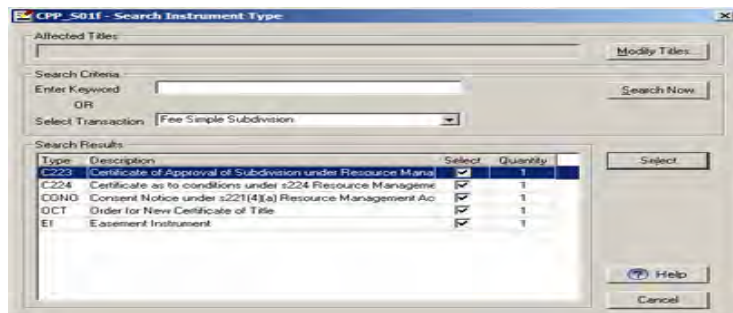 CPP_S01f - Search Instrument Type
Affected Titles
Modify Titles...
Search Criteria
Enter Keyword
Search Now
OR
Select Transaction Fee Simple Subdivision
Search Results
Type Description Select Quantity
C223 Certificate of Approval of Subdivision under Resource Mana 1
C224 Certificate as to conditions under s224 Resource Manageme 1
CONO Consent Notice under s221(4)(a) Resource Management Ac 1
OCT Order for New Certificate of Title 1
EI Easement Instrument 1
Select
Help
Cancel